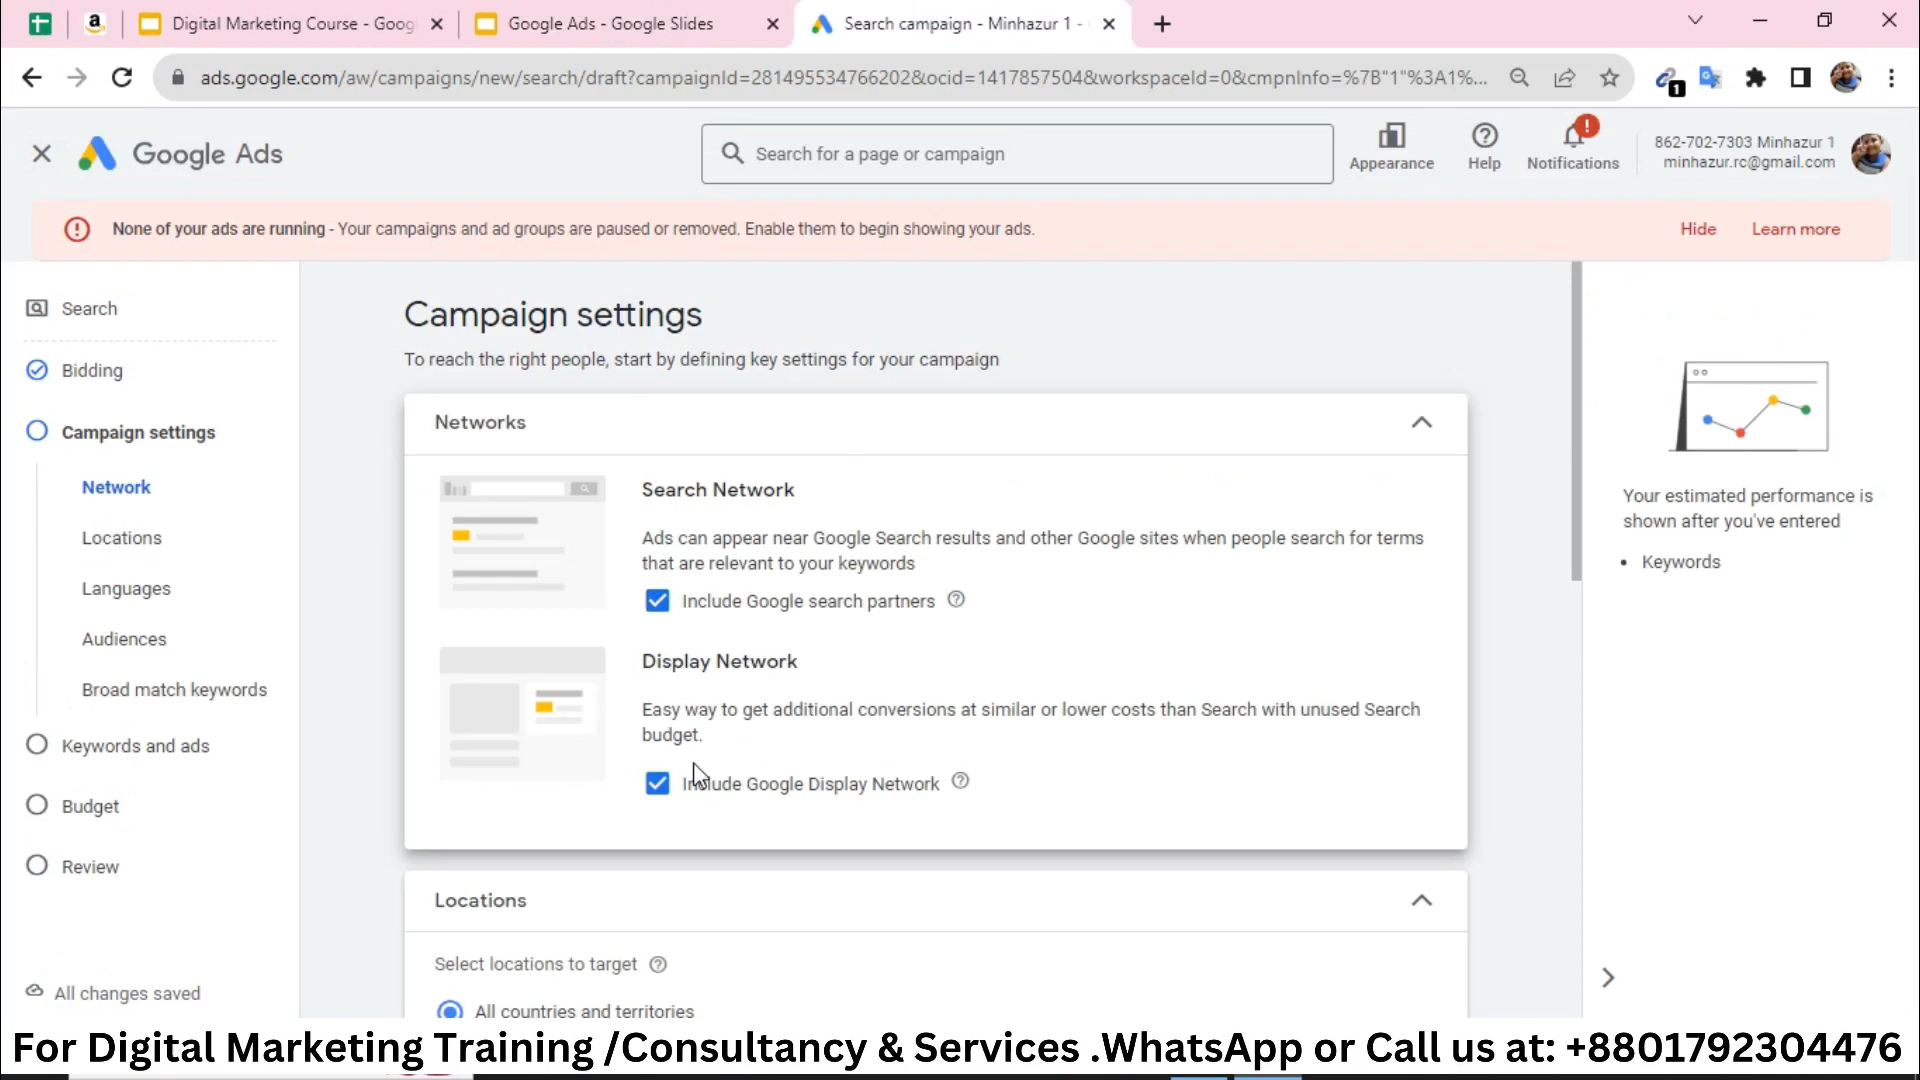 Digital Marketing Course - Goog
Google Ads - Google Slides
Search campaign - Minhazur 1 -
ads.google.com/aw/campaigns/new/search/draft?campaignId=281495534766202&ocid=1417857504&workspaceId=0&cmpnInfo=%7B"1"%3A1%...
1
Google Ads
Search for a page or campaign
Appearance
Help
Notifications
862-702-7303 Minhazur 1
minhazur.rc@gmail.com
None of your ads are running - Your campaigns and ad groups are paused or removed. Enable them to begin showing your ads.
Hide
Learn more
Search
Bidding
Campaign settings
Network
Locations
Languages
Audiences
Broad match keywords
Keywords and ads
Budget
Review
All changes saved
Campaign settings
To reach the right people, start by defining key settings for your campaign
Networks
Search Network
Ads can appear near Google Search results and other Google sites when people search for terms
that are relevant to your keywords
Include Google search partners
Display Network
Easy way to get additional conversions at similar or lower costs than Search with unused Search
budget.
Include Google Display Network
Locations
Select locations to target
All countries and territories
Your estimated performance is
shown after you've entered
• Keywords
For Digital Marketing Training /Consultancy & Services .WhatsApp or Call us at: +8801792304476